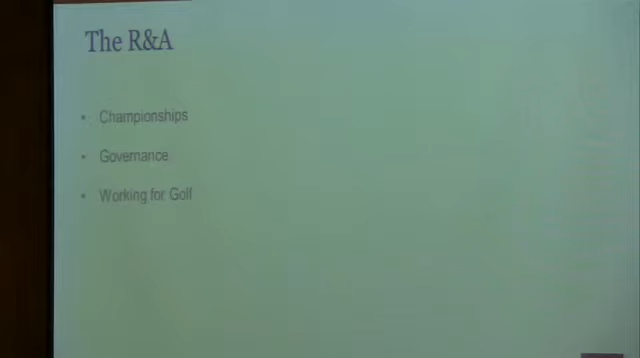 The R&A
• Championships
• Governance
• Working for Golf